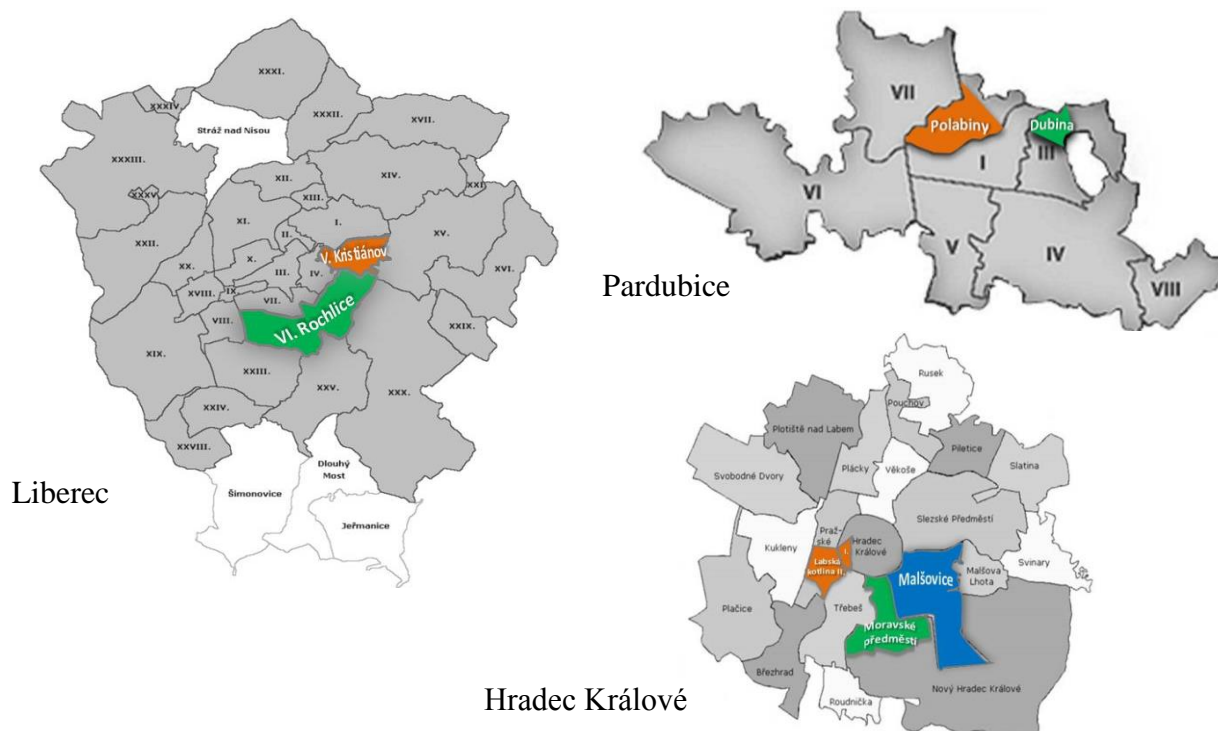 XXXI.
XXXIV.
Stráž nad Nisou
XXXII.
XVII.
XXXIII.
XXXV.
XII.
XIV.
XXI.
XIII.
XI.
I.
II.
XXII.
V. Kristiánov
XV.
X.
XX.
III.
IV.
XVI.
XVIII.
IX.
VII.
VIII.
VI. Rochlice
XXIX.
XIX.
XXIII.
XXV.
XXX.
XXIV.
XXVIII.
Šimonovice
Dlouhý
Most
Jeřmanice
Liberec
VII
Polabiny
Dubina
I
III
VI
V
IV
VIII
Pardubice
Rusek
Pouchov
Plotiště nad Labem
Piletice
Svobodné Dvory
Plácky
Věkoše
Slatina
Slezské Předměstí
Praž-
ské
Hradec
Králové
Kukleny
I.
Labská
kotlina II.
Malšovice
Malšova
Lhota
Svinary
Plačice
Třebeš
Moravské
předměstí
Březhrad
Nový Hradec Králové
Roudnička
Hradec Králové